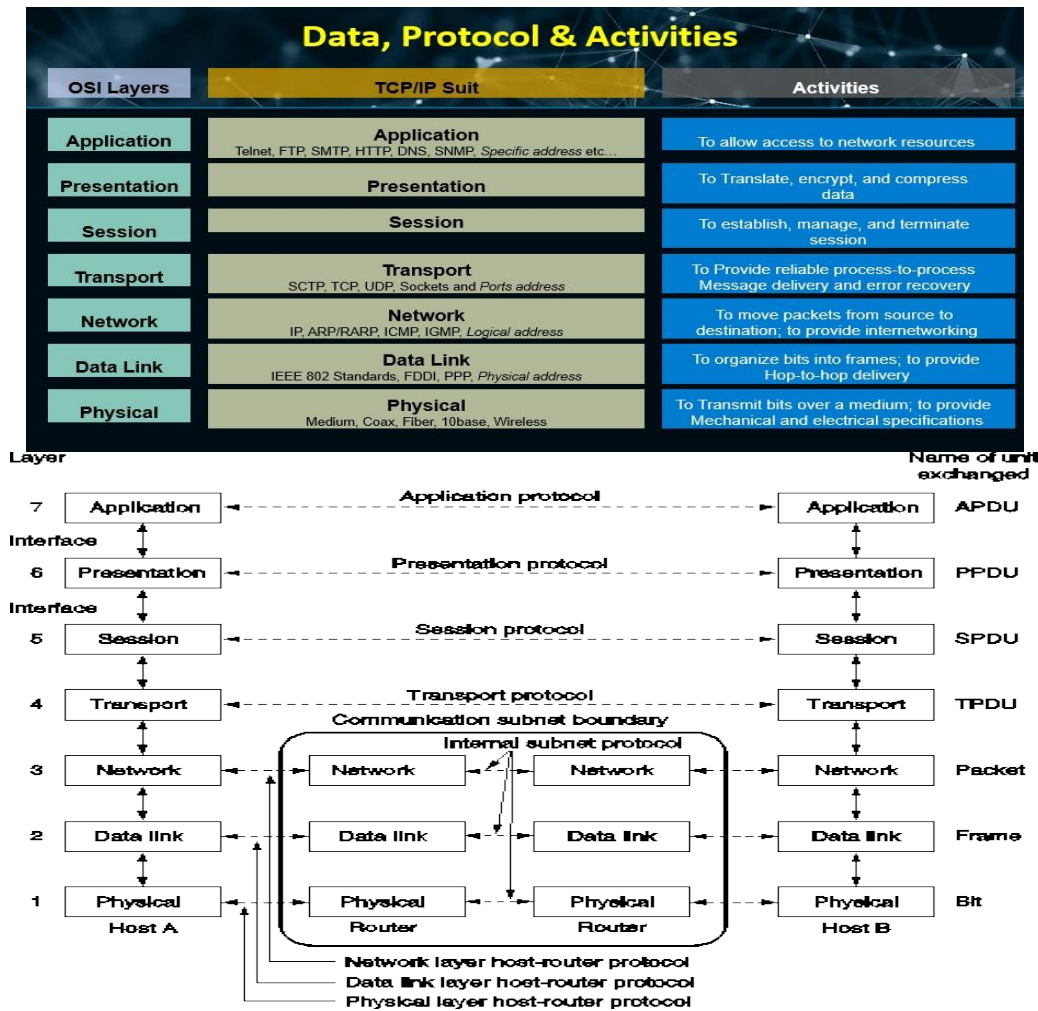 Data, Protocol & Activities
OSI Layers TCP/IP Suit Activities
Application
Application
Telnet, FTP, SMTP, HTTP, DNS, SNMP, Specific address etc...
To allow access to network resources
Presentation
Presentation
To Translate, encrypt, and compress
data
Session
Session
To establish, manage, and terminate
session
Transport
Transport
SCTP, TCP, UDP, Sockets and Ports address
To Provide reliable process-to-process
Message delivery and error recovery
Network
Network
IP, ARP/RARP, ICMP, IGMP, Logical address
To move packets from source to
destination; to provide internetworking
Data Link
Data Link
IEEE 802 Standards, FDDI, PPP, Physical address
To organize bits into frames; to provide
Hop-to-hop delivery
Physical
Physical
Medium, Coax, Fiber, 10base, Wireless
To Transmit bits over a medium; to provide
Mechanical and electrical specifications
Layer
Name of unit
exchanged
7 Application Application protocol Application APDU
Interface
6 Presentation Presentation protocol Presentation PPDU
Interface
5 Session Session protocol Session SPDU
4 Transport Transport protocol Transport TPDU
Communication subnet boundary
Internal subnet protocol
3 Network Network Network Network Packet
2 Data link Data link Data link Data link Frame
1 Physical Physical Physical Physical Bit
Host A Router Router Host B
Network layer host-router protocol
Data link layer host-router protocol
Physical layer host-router protocol